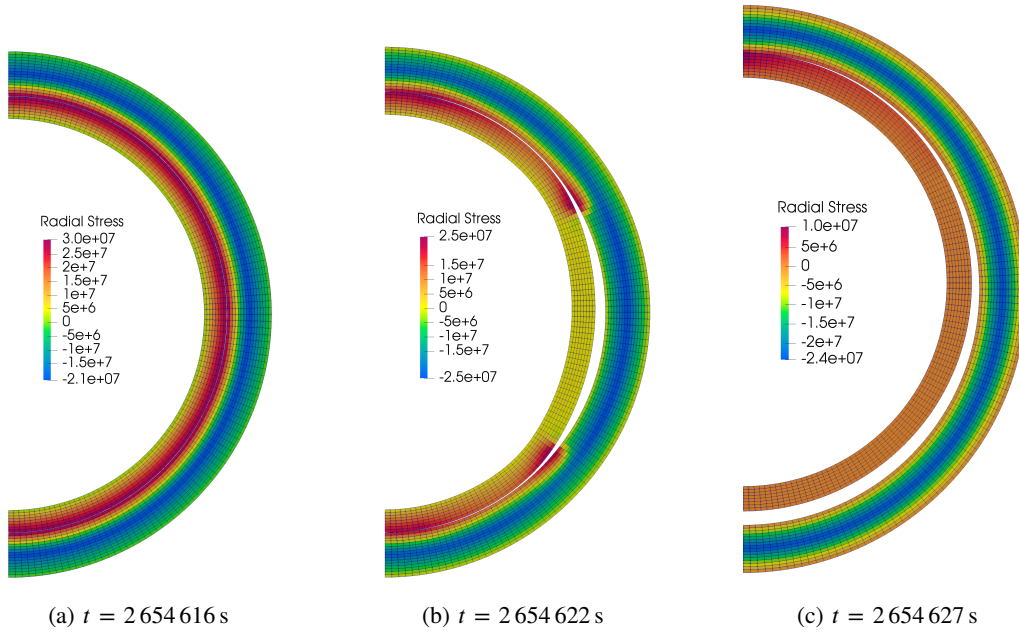 Radial Stress
3.0e+07
2.5e+7
2e+7
1.5e+7
1e+7
5e+6
0
-5e+6
-1e+7
-1.5e+7
-2.1e+07
Radial Stress
2.5e+07
1.5e+7
1e+7
5e+6
0
-5e+6
-1e+7
-1.5e+7
-2.5e+07
Radial Stress
1.0e+07
5e+6
0
-5e+6
-1e+7
-1.5e+7
-2e+7
-2.4e+07
(a) t = 2 654 616 s
(b) t = 2 654 622 s
(c) t = 2 654 627 s